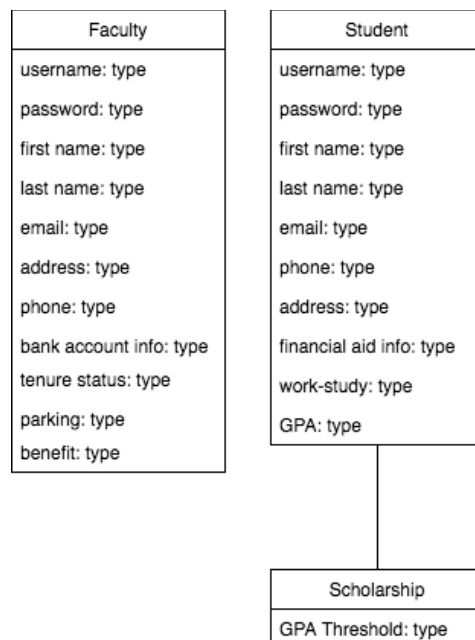 Faculty
username: type
password: type
first name: type
last name: type
email: type
address: type
phone: type
bank account info: type
tenure status: type
parking: type
benefit: type
Student
username: type
password: type
first name: type
last name: type
email: type
phone: type
address: type
financial aid info: type
work-study: type
GPA: type
Scholarship
GPA Threshold: type